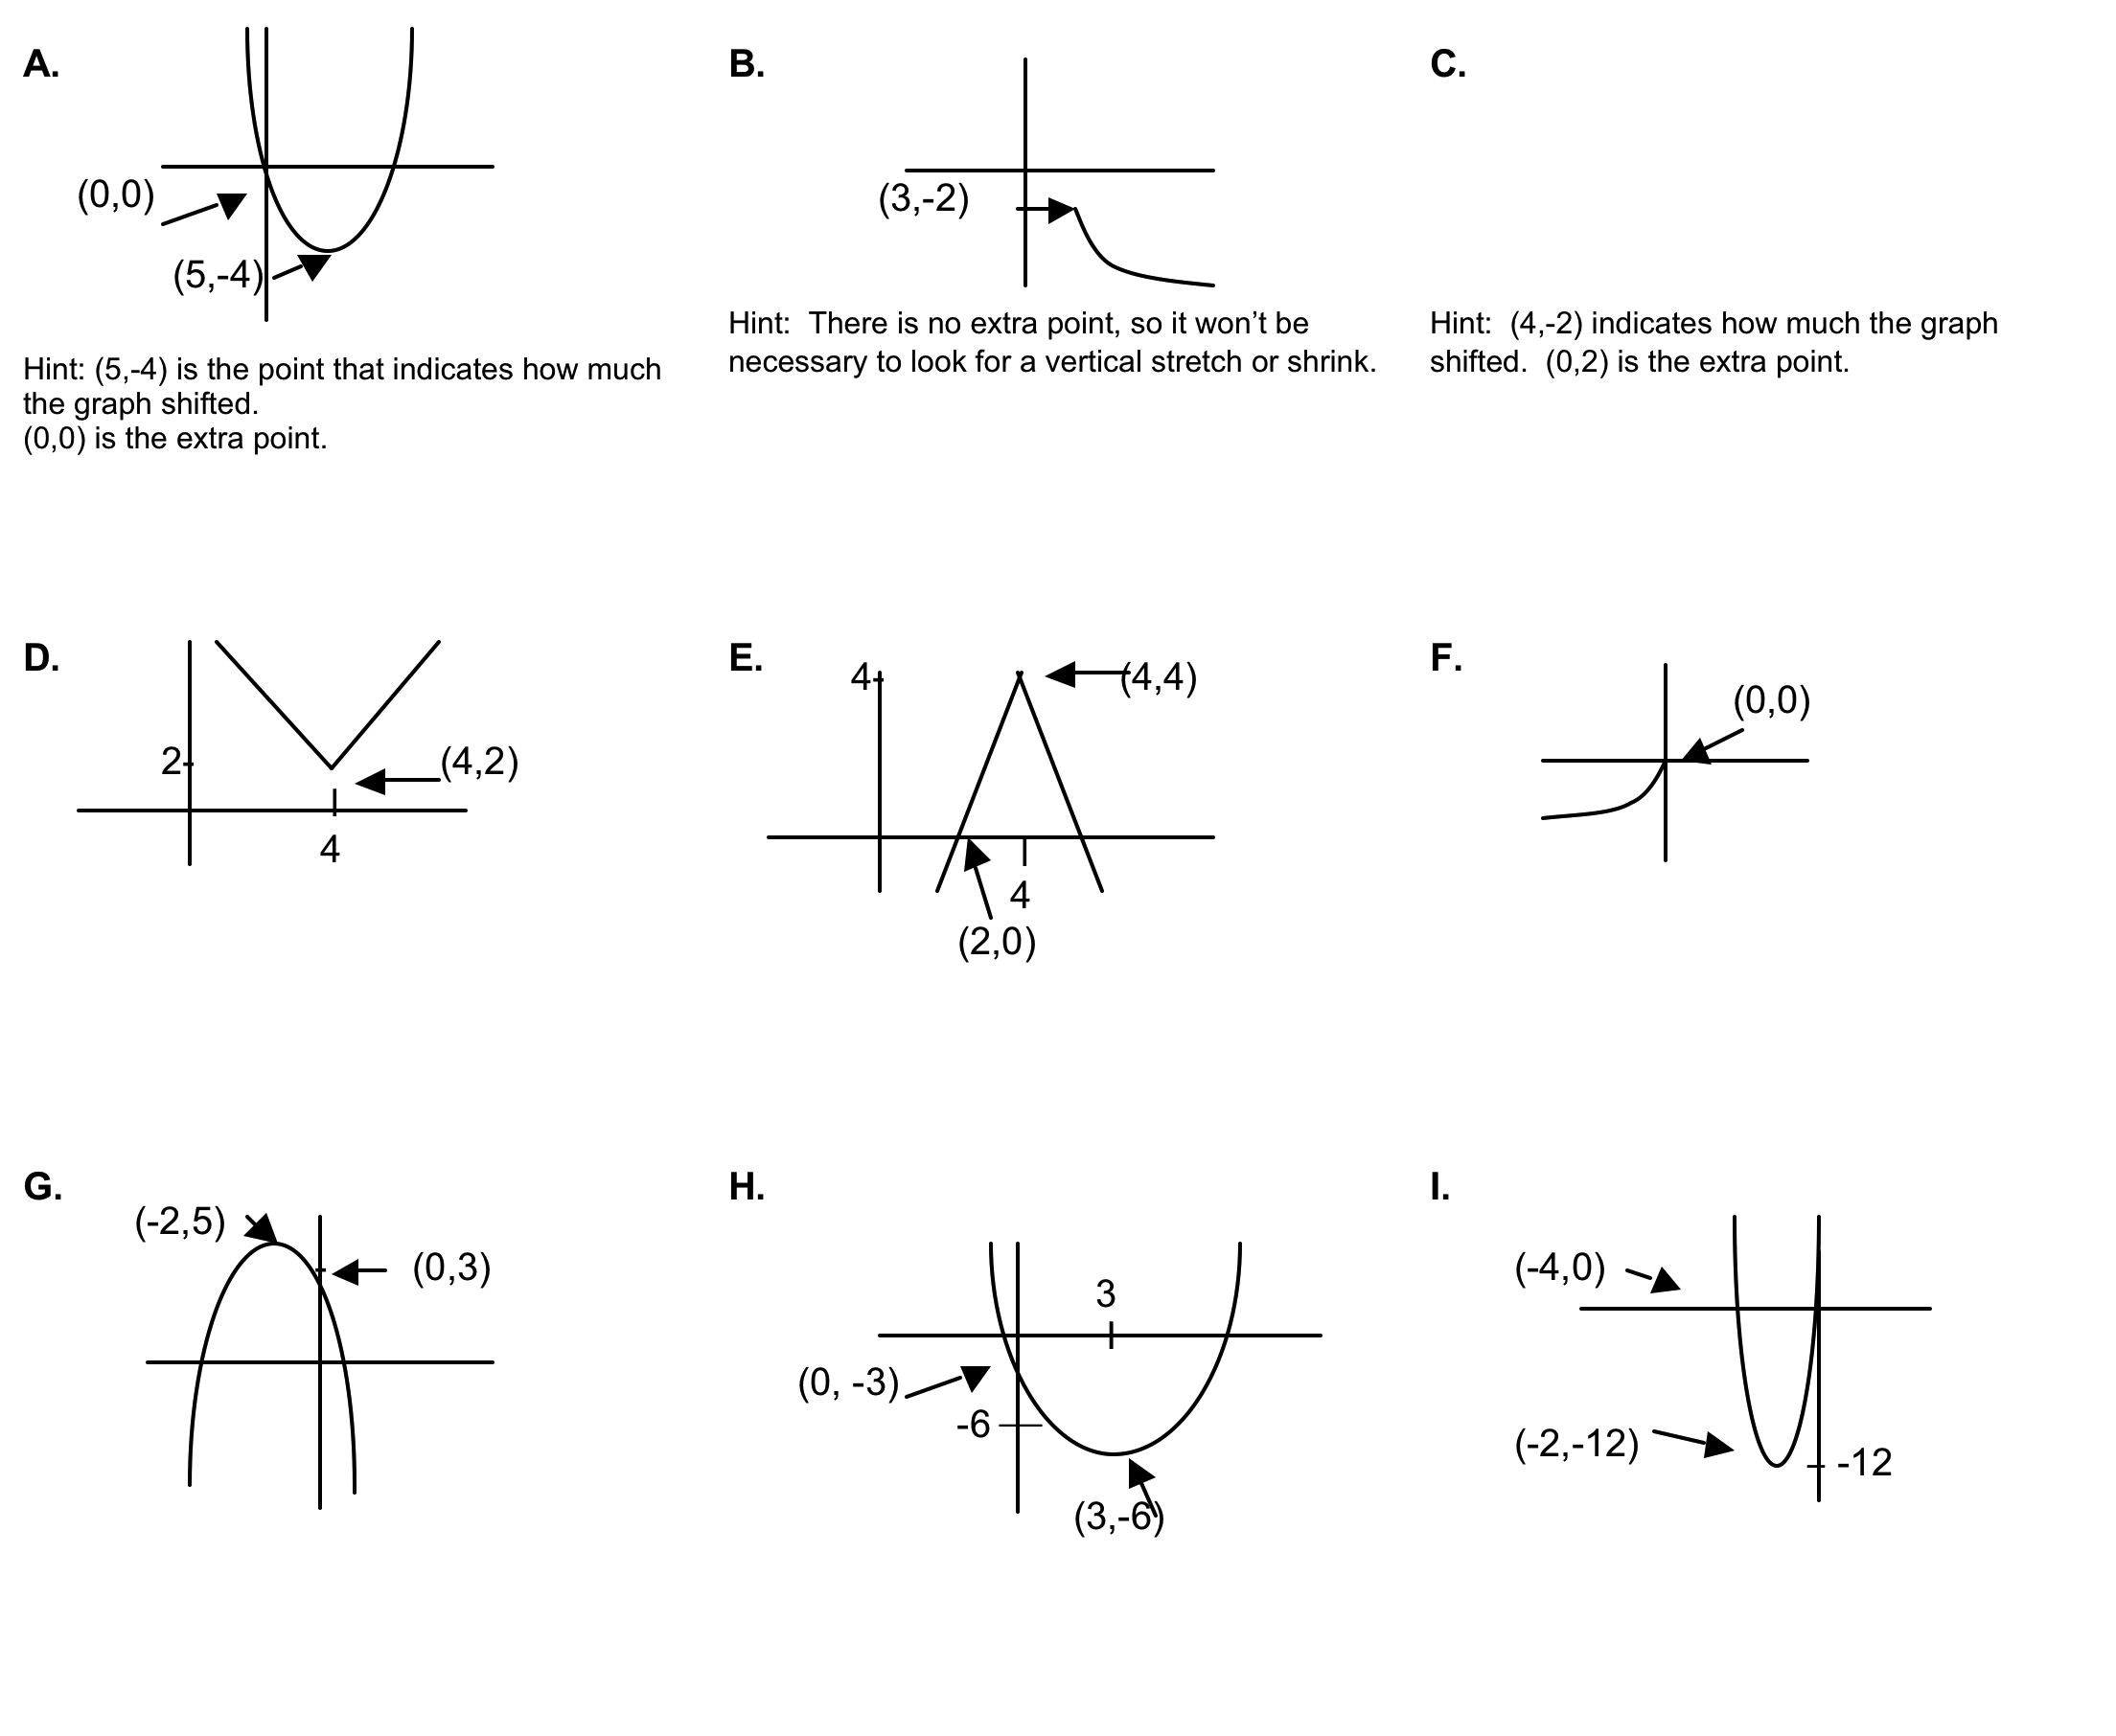 A.
(0,0)
(5,-4)
Hint: (5,-4) is the point that indicates how much
the graph shifted.
(0,0) is the extra point.
B.
(3,-2)
Hint:  There is no extra point, so it won’t be
necessary to look for a vertical stretch or shrink.
C.
Hint:  (4,-2) indicates how much the graph
shifted.  (0,2) is the extra point.
D.
2
(4,2)
4
E.
4
(4,4)
4
(2,0)
F.
(0,0)
G.
(-2,5)
(0,3)
H.
3
(0, -3)
-6
(3,-6)
I.
(-4,0)
(-2,-12)
-12